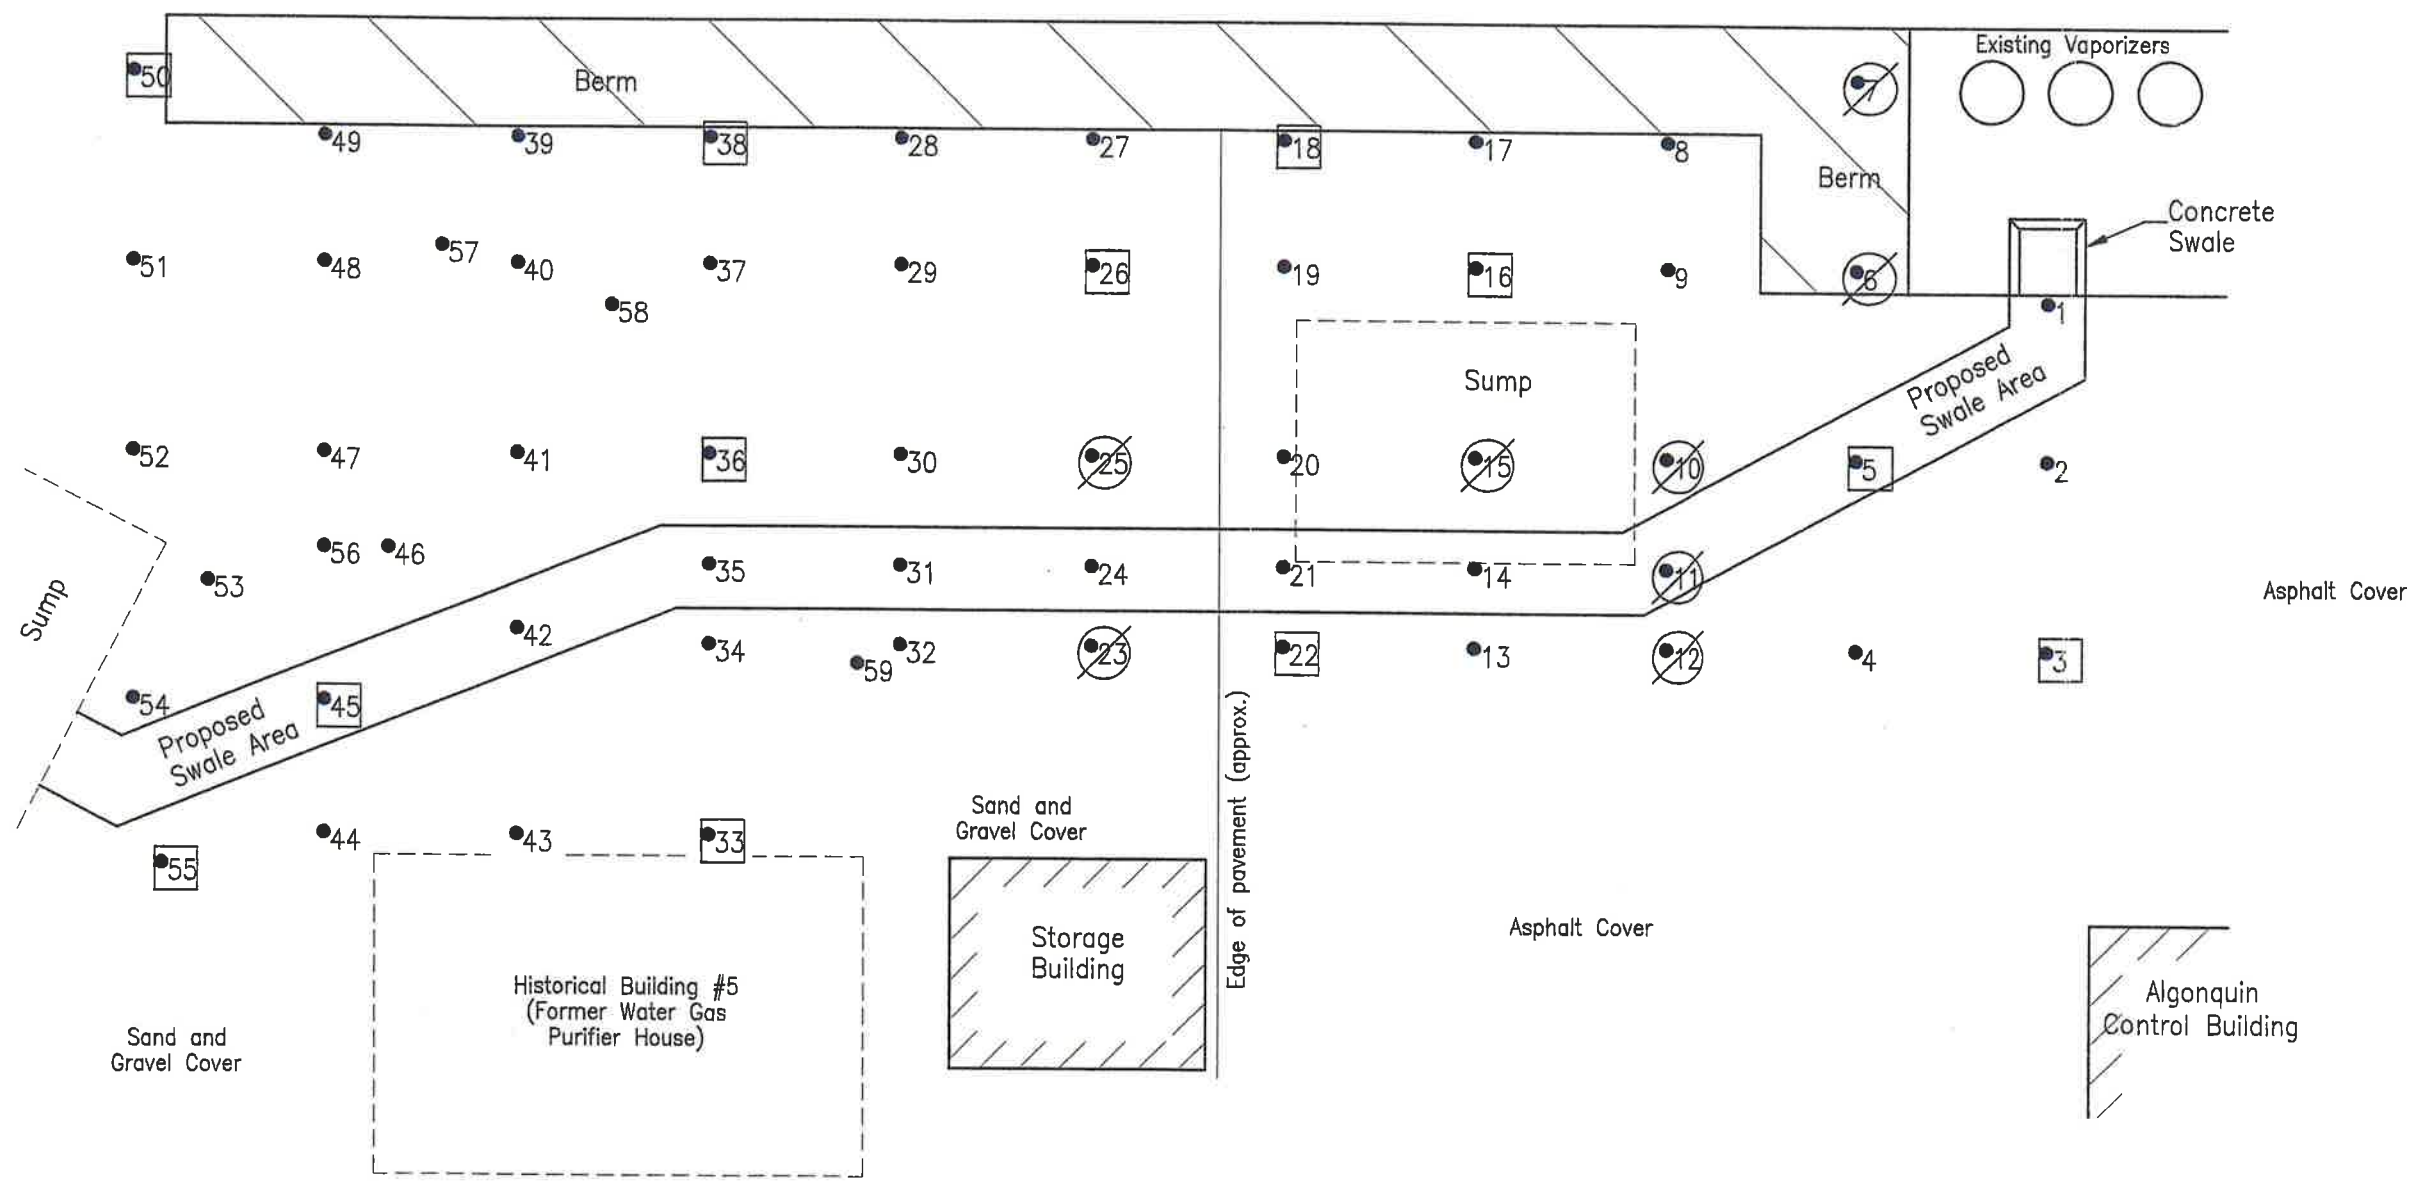 Existing Vaporizers
50
Berm
7
49
39
38
28
27
18
17
8
Berm
Concrete
Swale
51
48
57
40
37
29
26
19
16
9
6
58
1
Sump
Proposed
Swale Area
52
47
41
36
30
25
20
15
10
5
2
56
46
53
35
31
24
21
14
11
Asphalt Cover
Sump
42
34
59
32
23
22
13
12
4
3
54
45
Proposed
Swale Area
Edge of pavement (approx.)
Sand and
Gravel Cover
44
43
33
55
Storage
Building
Asphalt Cover
Historical Building #5
(Former Water Gas
Purifier House)
Algonquin
Control Building
Sand and
Gravel Cover